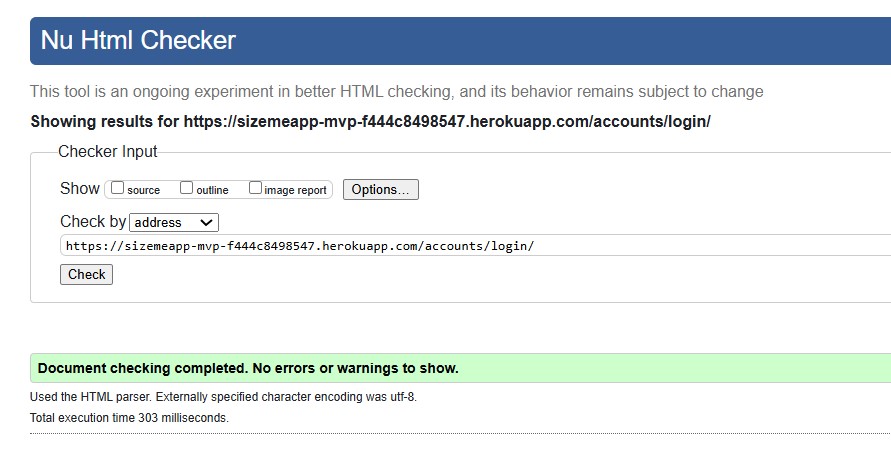 Nu Html Checker
This tool is an ongoing experiment in better HTML checking, and its behavior remains subject to change
Showing results for https://sizemeapp-mvp-f444c8498547.herokuapp.com/accounts/login/
Checker Input
Show source outline image report Options...
Check by address
https://sizemeapp-mvp-f444c8498547.herokuapp.com/accounts/login/
Check
Document checking completed. No errors or warnings to show.
Used the HTML parser. Externally specified character encoding was utf-8.
Total execution time 303 milliseconds.